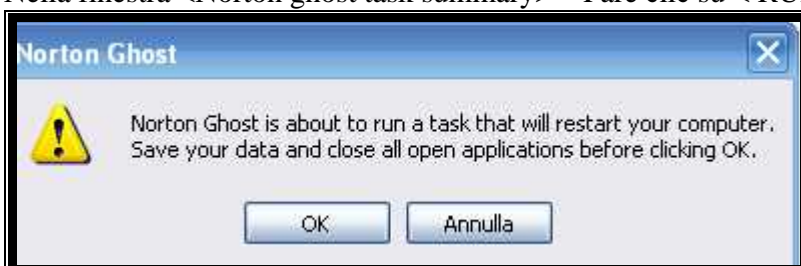 Nella finestra <Norton ghost task summary> Fare clic su <RU
Norton Ghost
Norton Ghost is about to run a task that will restart your computer.
Save your data and close all open applications before clicking OK.
OK
Annulla